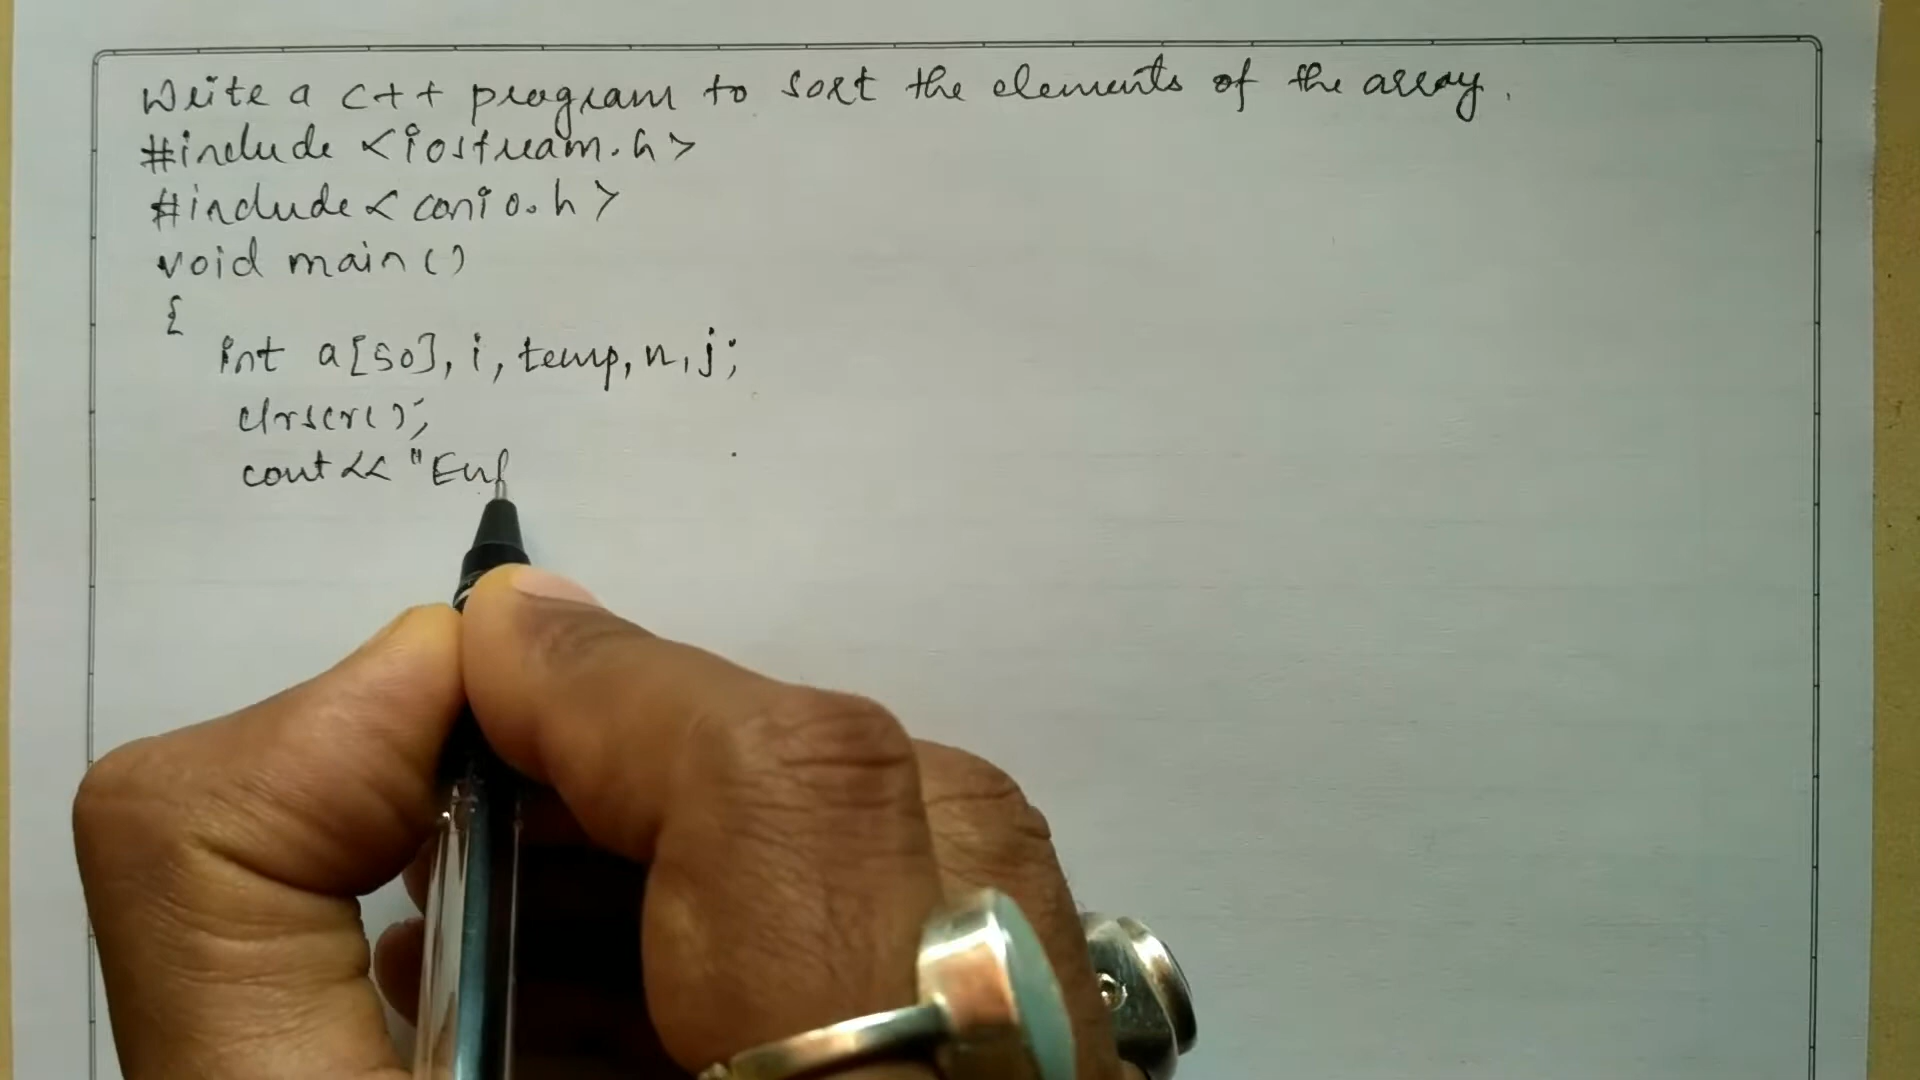 Write a c++ program to sort the elements of the array.
#include <iostream.h>
#include < conio.h >
void main ( )
{
int a[50], i, temp, n, j;
clrscr( );
cout << "Ent